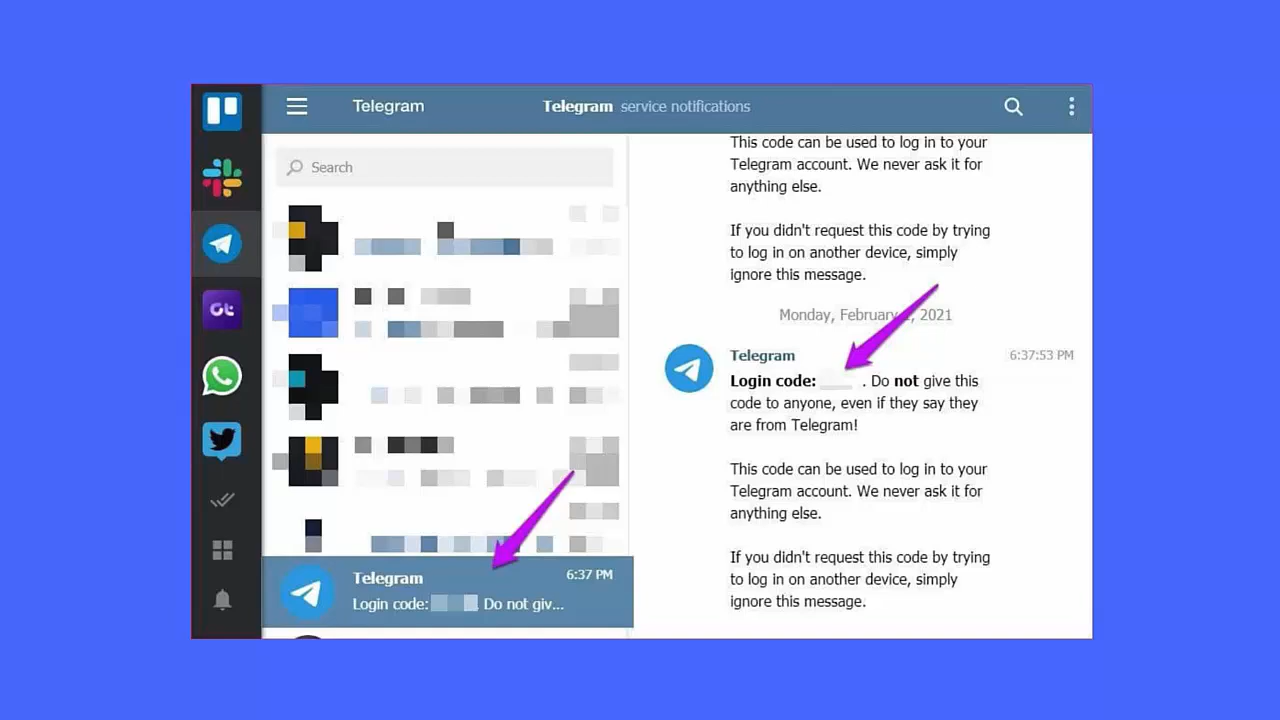 Telegram
Telegram service notifications
Search
This code can be used to log in to your
Telegram account. We never ask it for
anything else.
If you didn't request this code by trying
to log in on another device, simply
ignore this message.
Monday, February , 2021
Telegram 6:37:53 PM
Login code: . Do not give this
code to anyone, even if they say they
are from Telegram!
This code can be used to log in to your
Telegram account. We never ask it for
anything else.
If you didn't request this code by trying
to log in on another device, simply
ignore this message.
Telegram 6:37 PM
Login code: Do not giv...
Gt